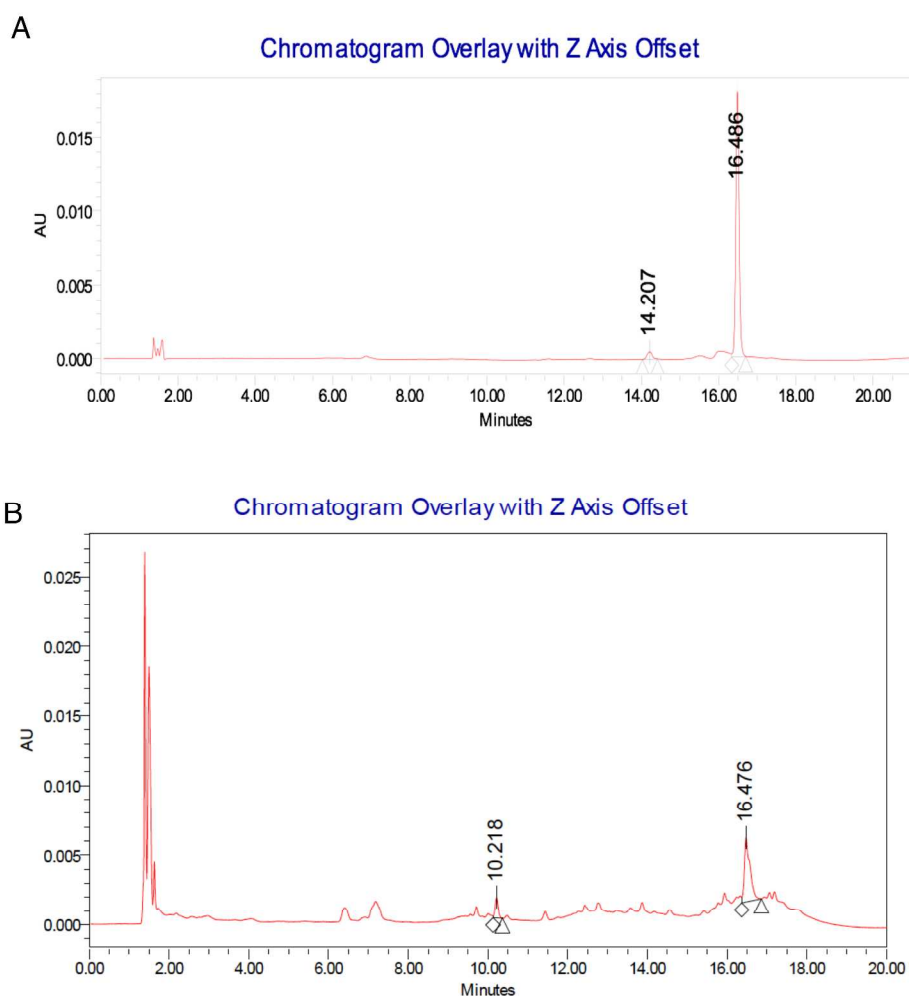 A
Chromatogram Overlay with Z Axis Offset
16.486
0.015
0.010
AU
14.207
0.005
0.000
0.00 2.00 4.00 6.00 8.00 10.00 12.00 14.00 16.00 18.00 20.00
Minutes
B
Chromatogram Overlay with Z Axis Offset
0.025
0.020
0.015
AU
0.010
16.476
10.218
0.005
0.000
0.00 2.00 4.00 6.00 8.00 10.00 12.00 14.00 16.00 18.00 20.00
Minutes